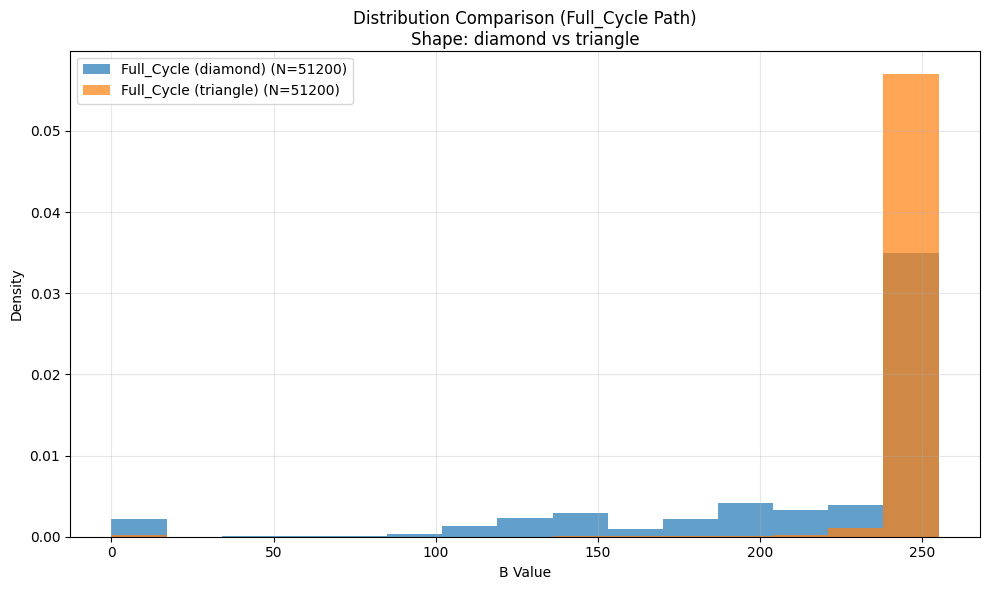 Distribution Comparison (Full_Cycle Path)
Shape: diamond vs triangle
Full_Cycle (diamond) (N=51200)
Full_Cycle (triangle) (N=51200)
0.05
0.04
0.03
0.02
0.01
0.00
Density
0 50 100 150 200 250
B Value